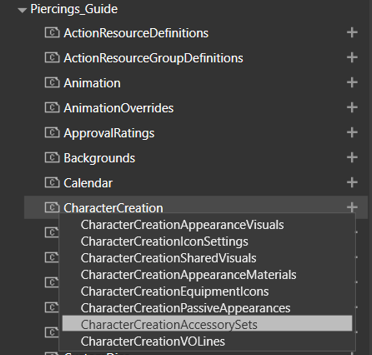 Piercings_Guide
ActionResourceDefinitions
ActionResourceGroupDefinitions
Animation
AnimationOverrides
ApprovalRatings
Backgrounds
Calendar
CharacterCreation
CharacterCreationAppearanceVisuals
CharacterCreationIconSettings
CharacterCreationSharedVisuals
CharacterCreationAppearanceMaterials
CharacterCreationEquipmentIcons
CharacterCreationPassiveAppearances
CharacterCreationAccessorySets
CharacterCreationVOLines